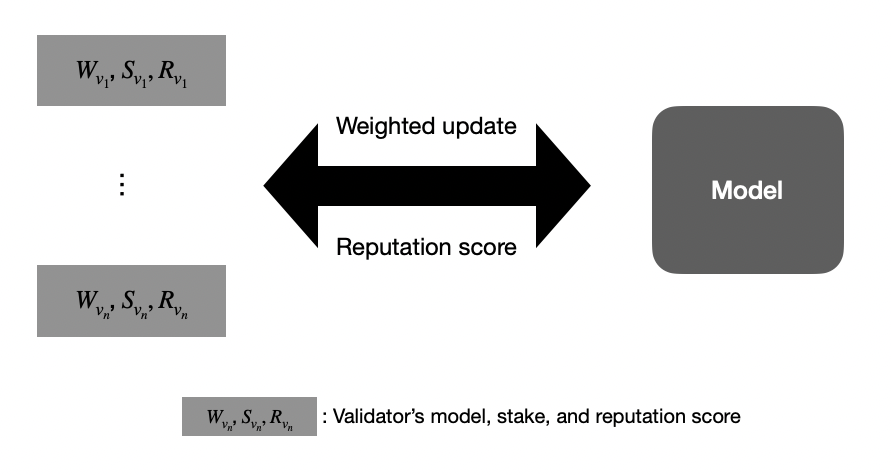 W_{v_1}, S_{v_1}, R_{v_1}
Weighted update
⋮
Model
Reputation score
W_{v_n}, S_{v_n}, R_{v_n}
W_{v_n}, S_{v_n}, R_{v_n} : Validator’s model, stake, and reputation score